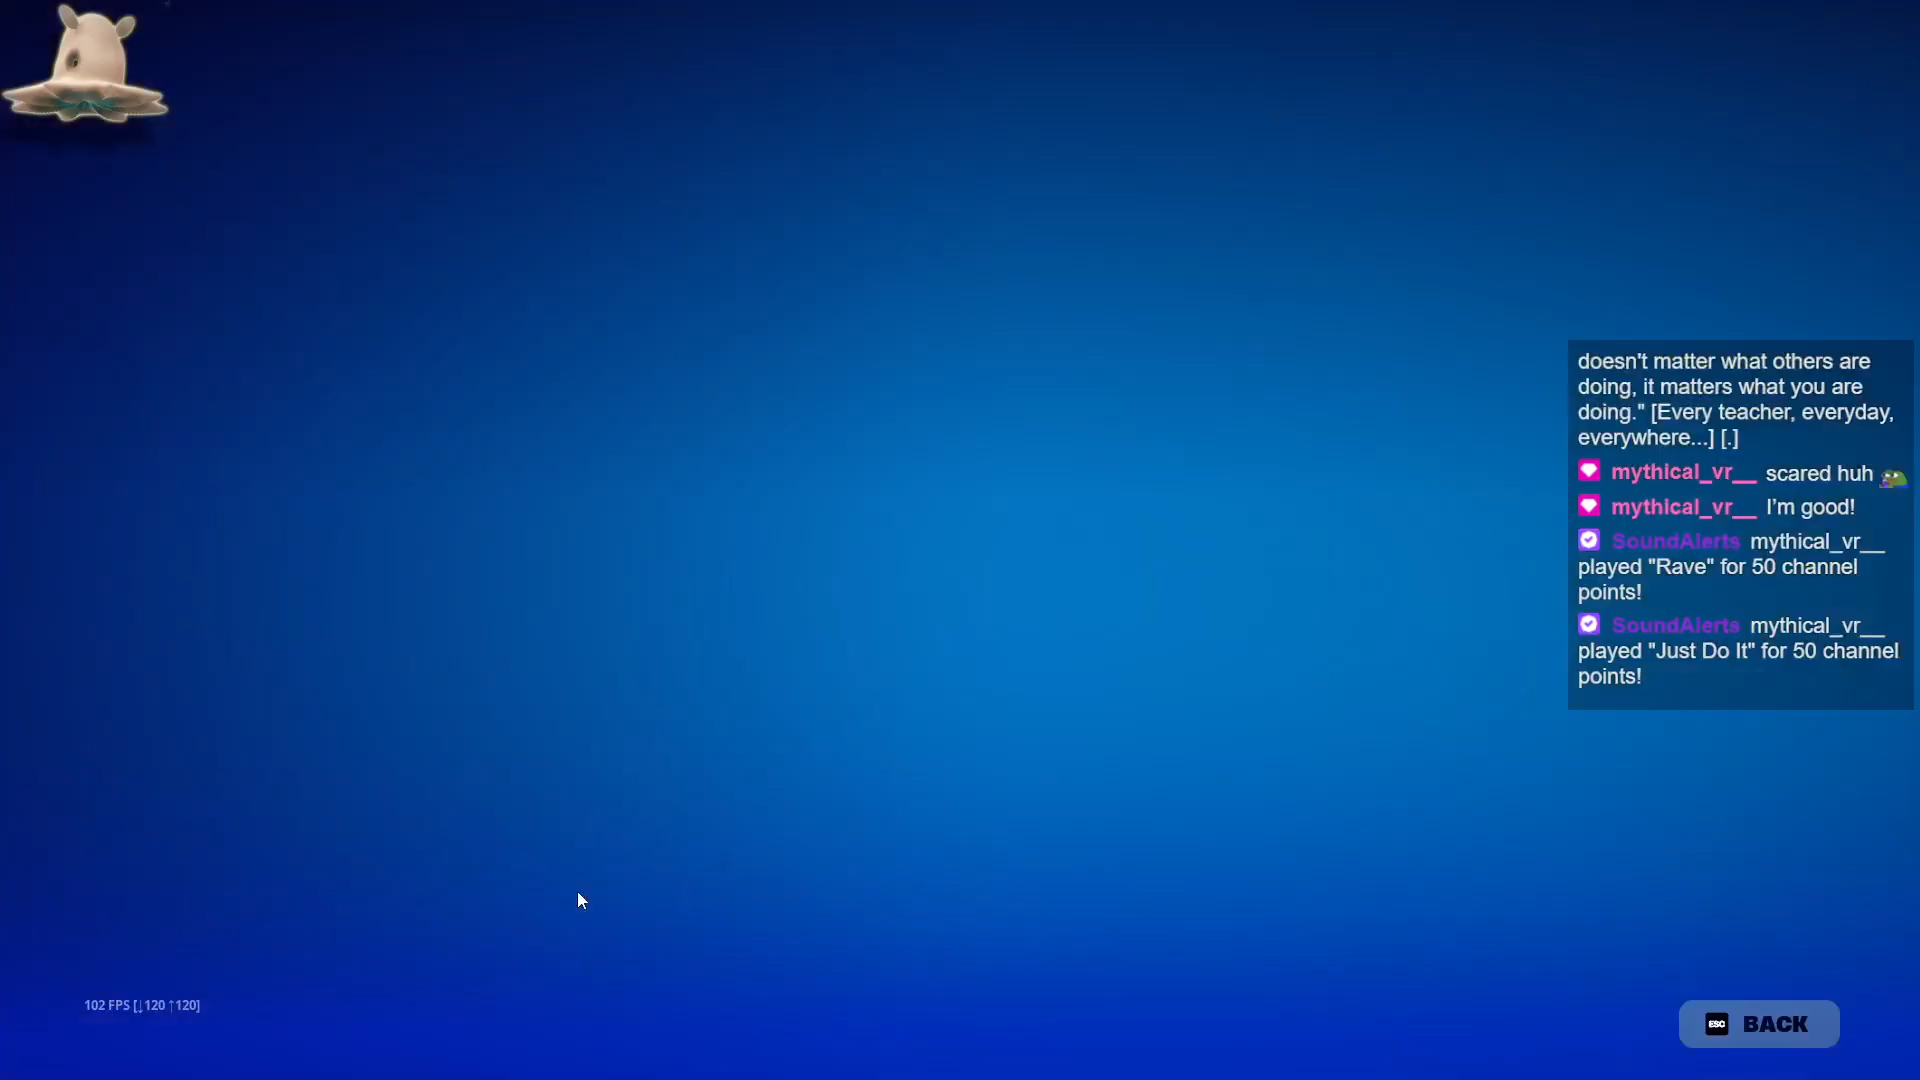 doesn't matter what others are
doing, it matters what you are
doing." [Every teacher, everyday,
everywhere...] [.]
mythical_vr__ scared huh
mythical_vr__ I’m good!
SoundAlerts mythical_vr__
played "Rave" for 50 channel
points!
SoundAlerts mythical_vr__
played "Just Do It" for 50 channel
points!
102 FPS [↓120 ↑120]
ESC BACK